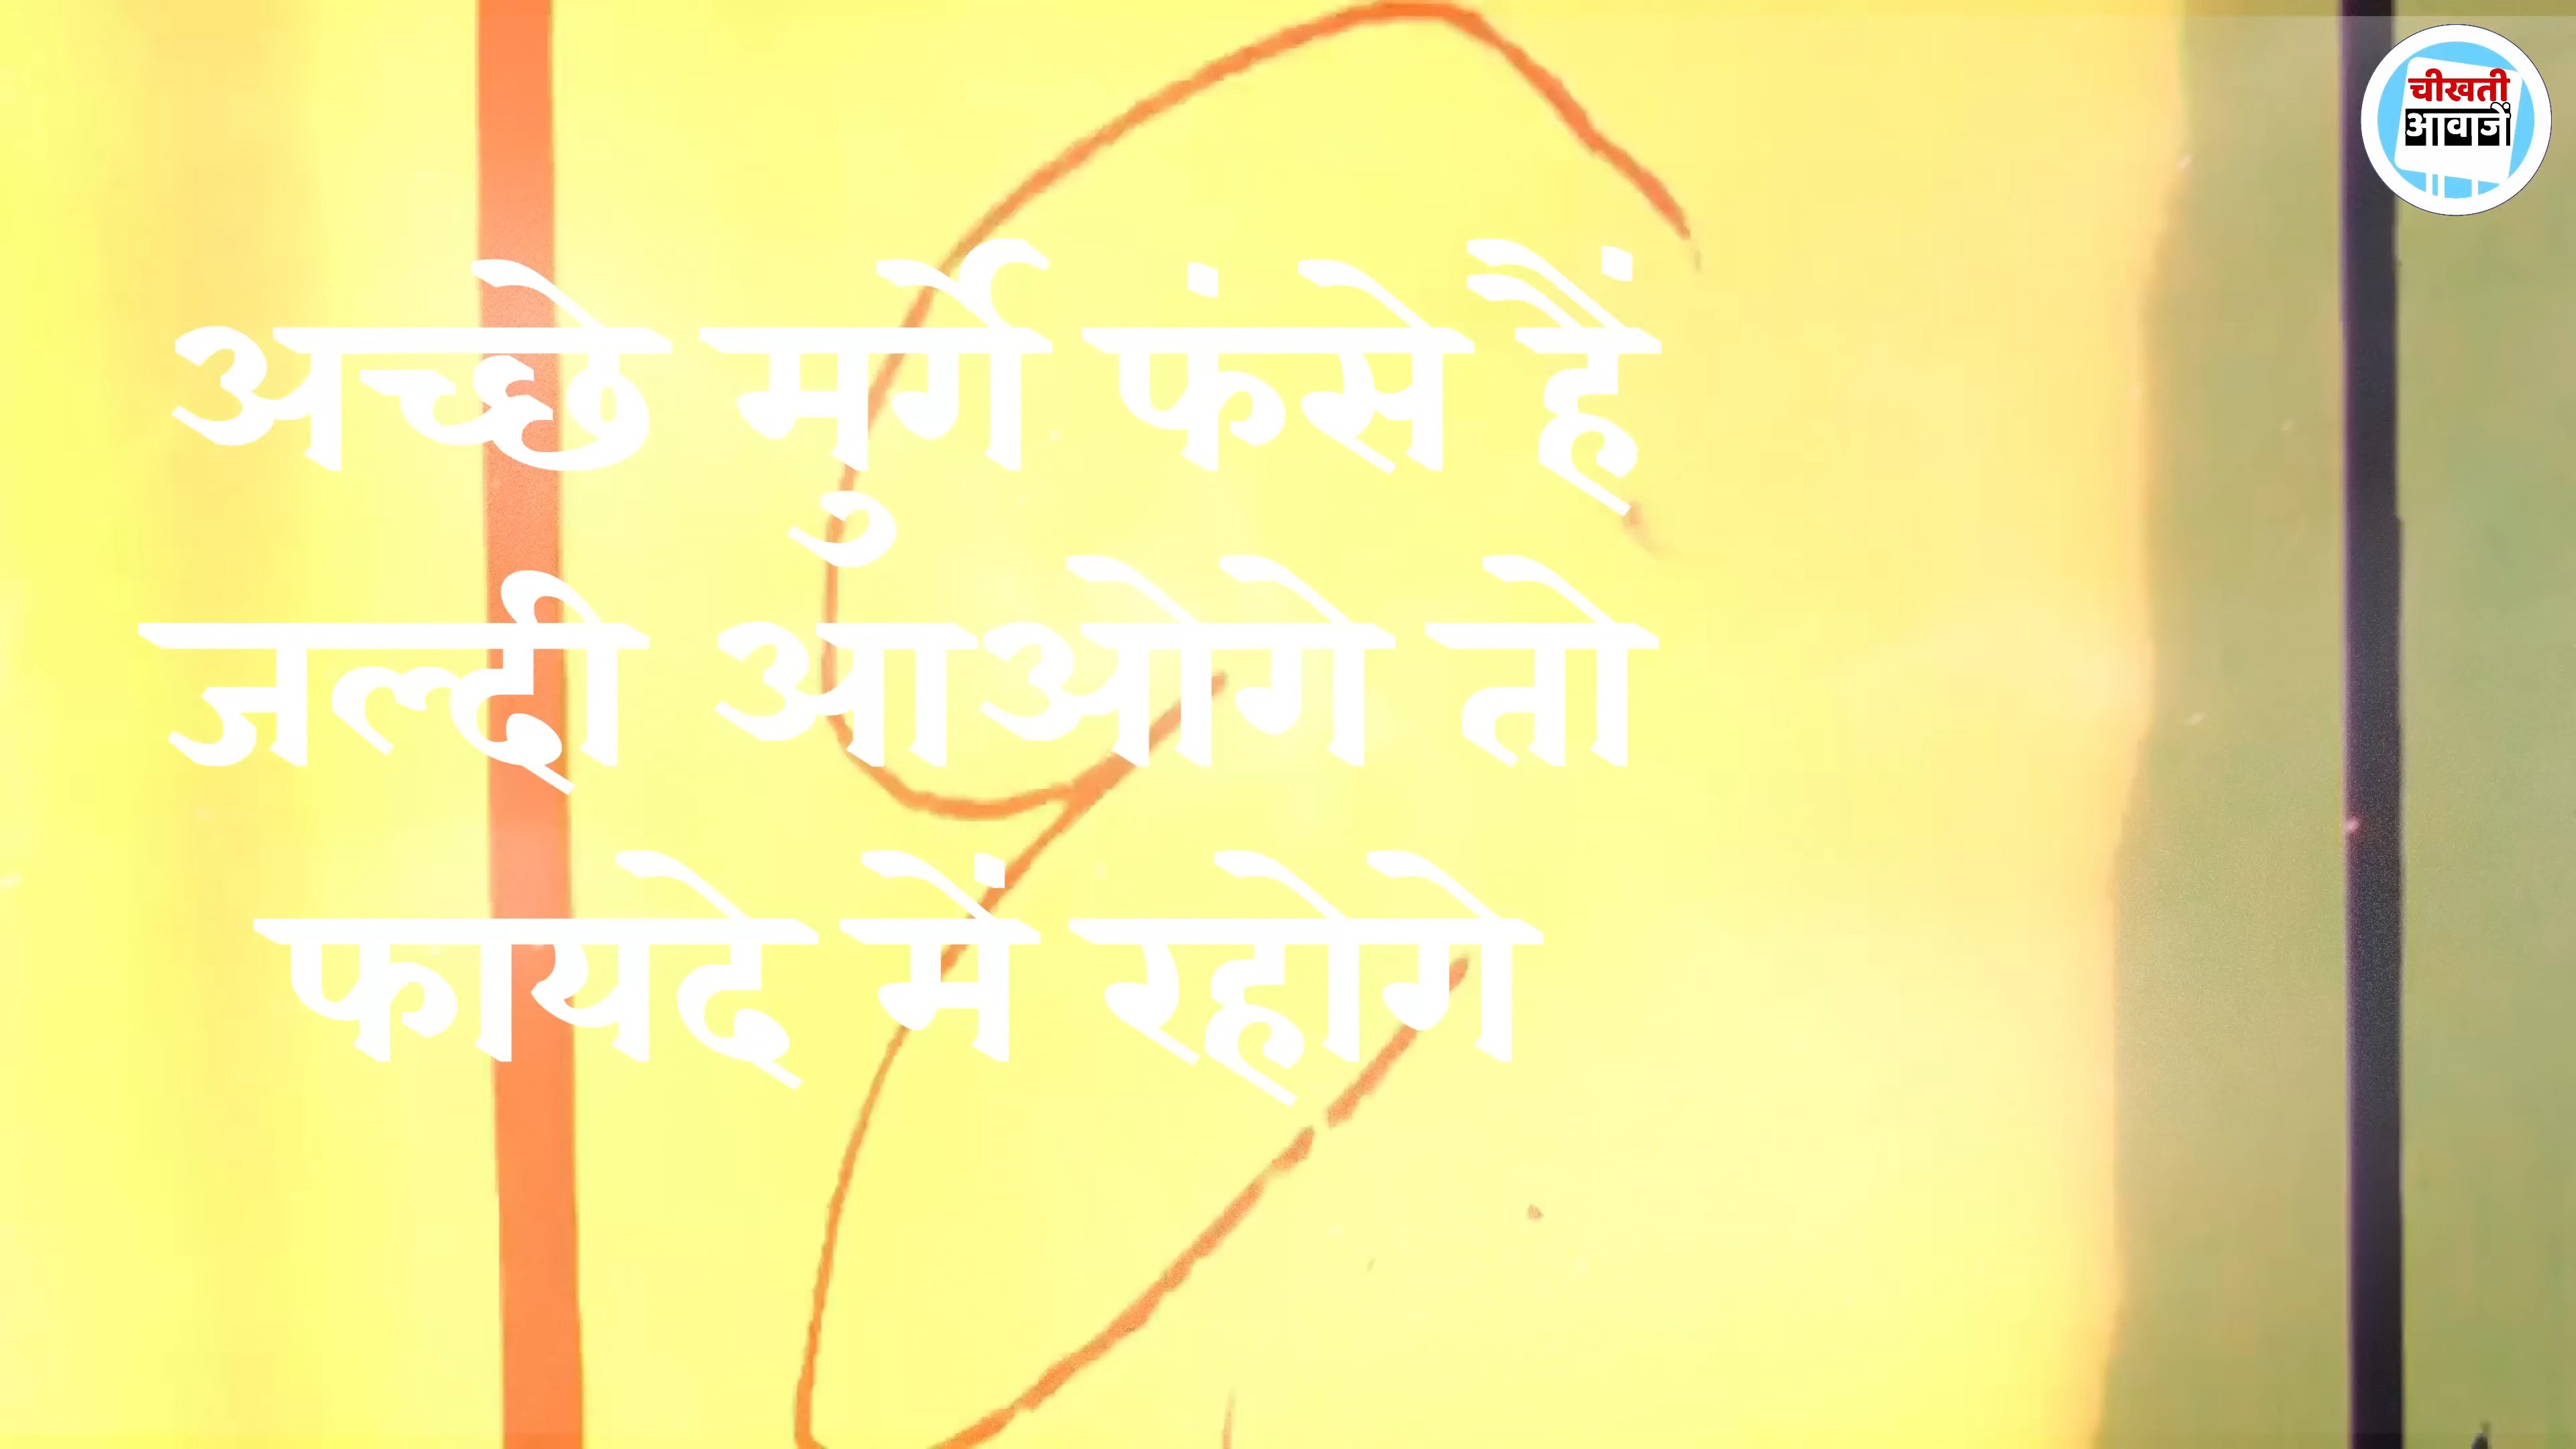 चीखती
आवाजें
अच्छे मुर्गे फंसे हैं
जल्दी आओगे तो
फायदे में रहोगे